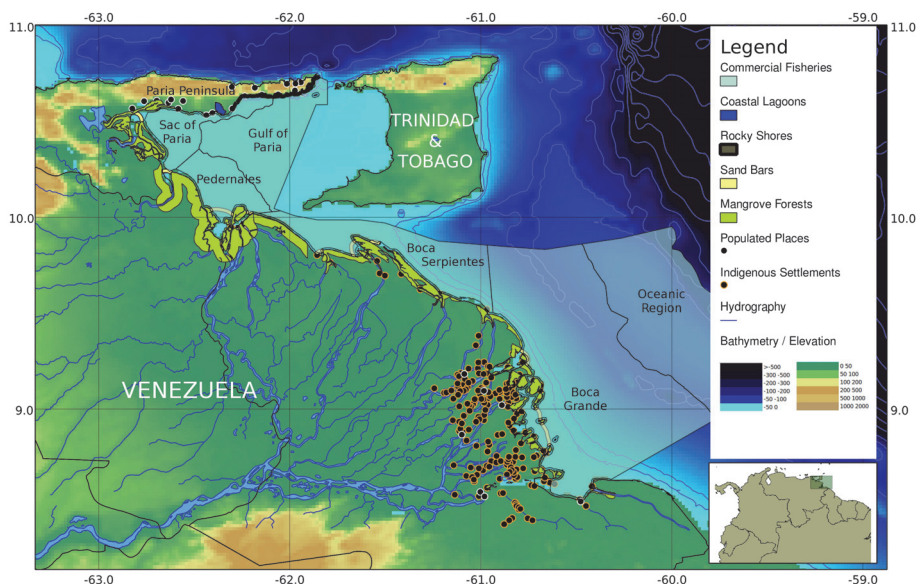 -63.0 -62.0 -61.0 -60.0 -59.0
11.0 11.0
Legend
Commercial Fisheries
Coastal Lagoons
Rocky Shores
Sand Bars
Mangrove Forests
Populated Places
Indigenous Settlements
Hydrography
Bathymetry / Elevation
>-500 0 50
-300 -500 50 100
-200 -300 100 200
-100 -200 200 500
-50 -100 500 1000
-50 0 1000 2000
Paria Peninsula
Sac of
Paria
Gulf of
Paria
TRINIDAD
&
TOBAGO
Pedernales
10.0 10.0
Boca
Serpientes
Oceanic
Region
VENEZUELA
Boca
Grande
9.0 9.0
-63.0 -62.0 -61.0 -60.0 -59.0